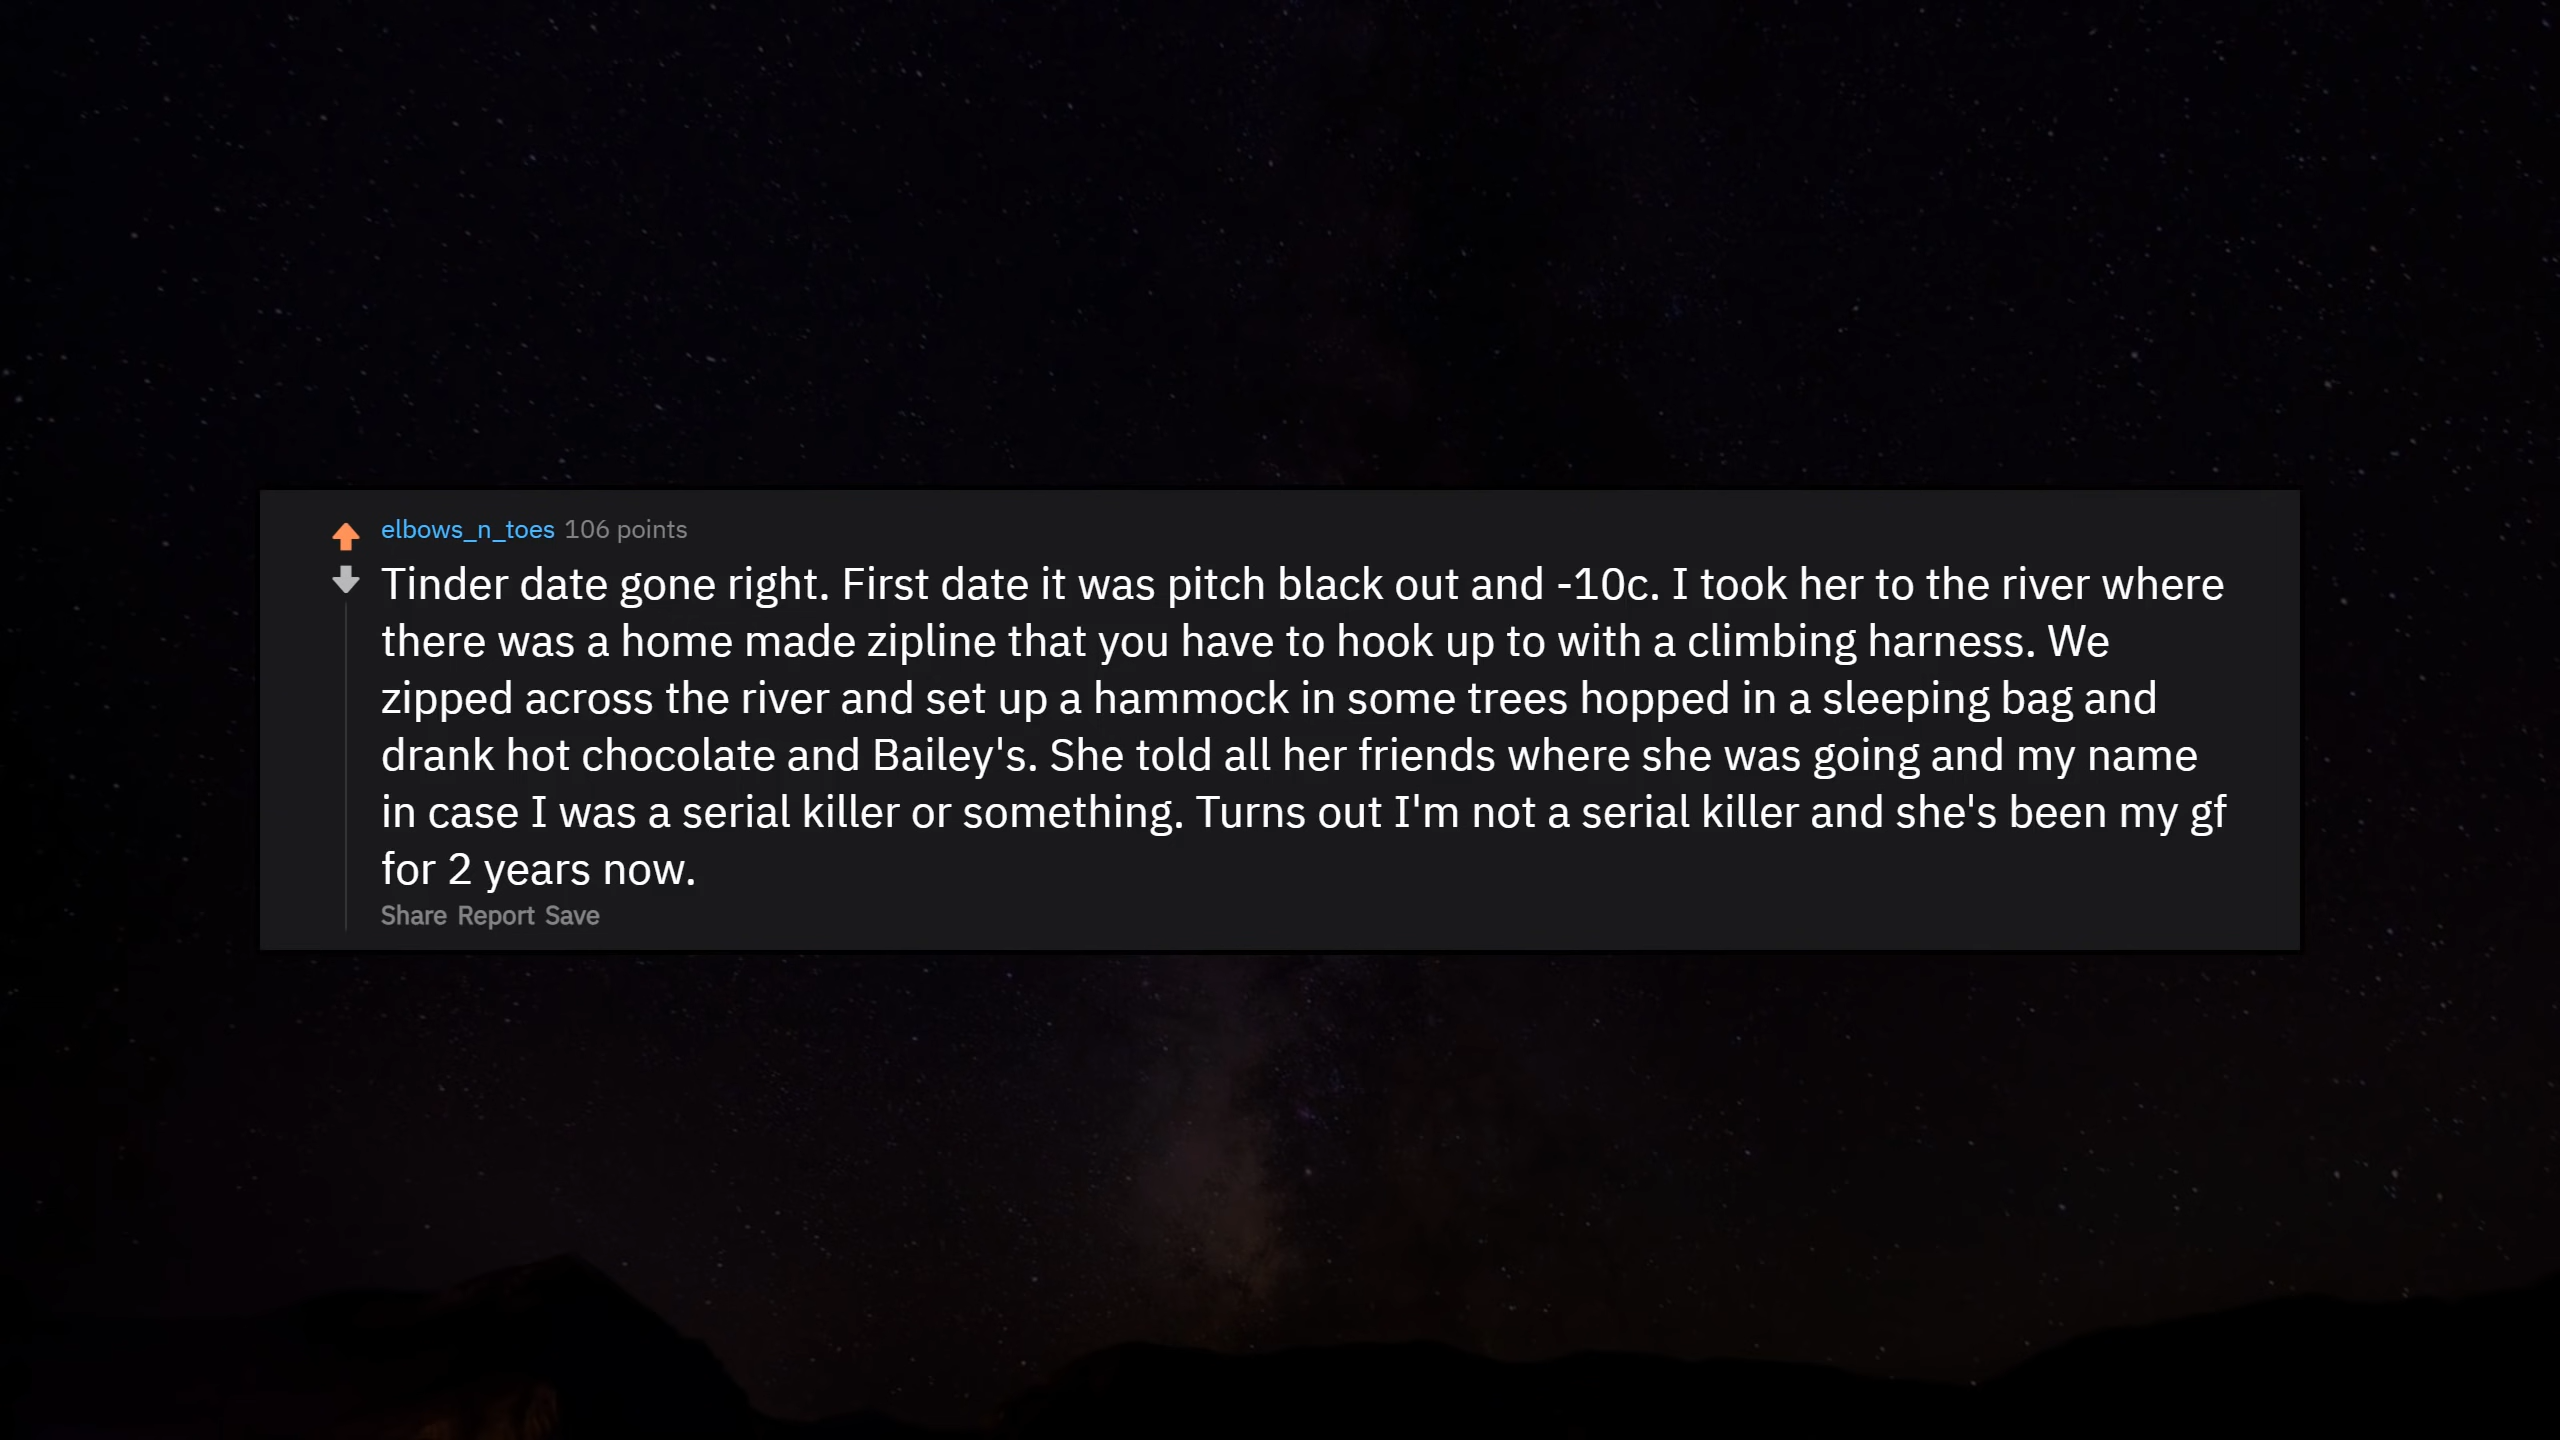 elbows_n_toes 106 points
Tinder date gone right. First date it was pitch black out and -10c. I took her to the river where
there was a home made zipline that you have to hook up to with a climbing harness. We
zipped across the river and set up a hammock in some trees hopped in a sleeping bag and
drank hot chocolate and Bailey's. She told all her friends where she was going and my name
in case I was a serial killer or something. Turns out I'm not a serial killer and she's been my gf
for 2 years now.
Share Report Save